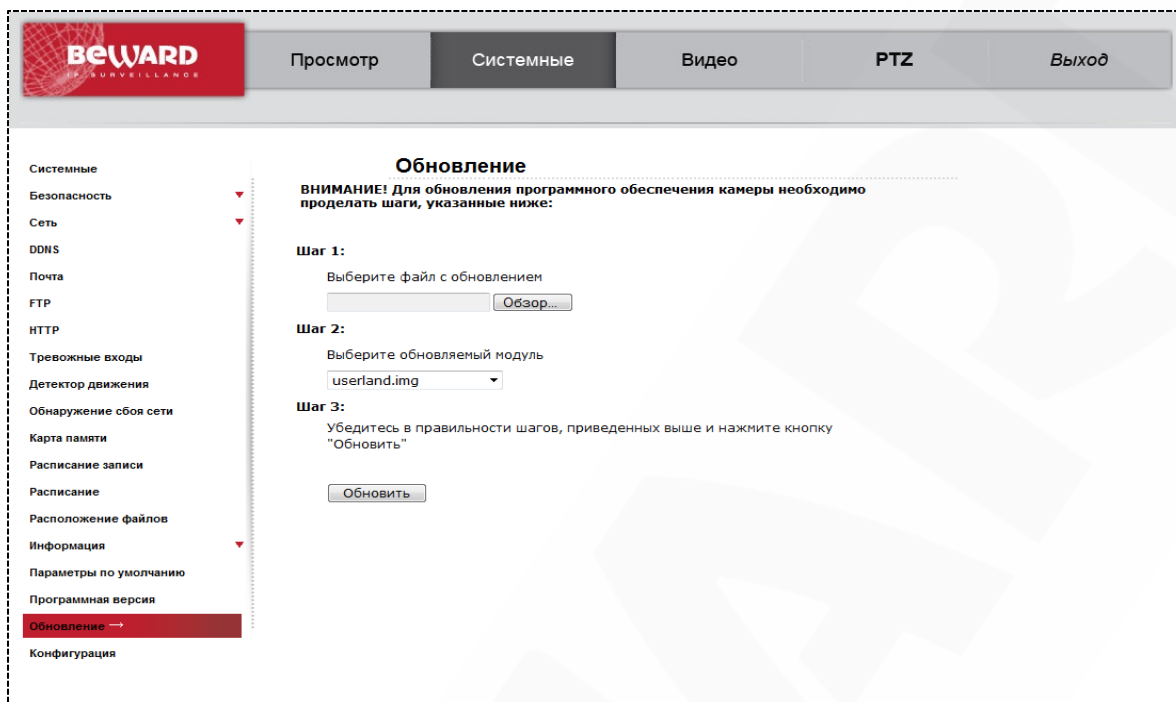 BEWARD
IP SURVEILLANCE
Просмотр
Системные
Видео
PTZ
Выход
Системные
Безопасность
Сеть
DDNS
Почта
FTP
HTTP
Тревожные входы
Детектор движения
Обнаружение сбоя сети
Карта памяти
Расписание записи
Расписание
Расположение файлов
Информация
Параметры по умолчанию
Программная версия
Обновление →
Конфигурация
Обновление
ВНИМАНИЕ! Для обновления программного обеспечения камеры необходимо
проделать шаги, указанные ниже:
Шаг 1:
Выберите файл с обновлением
Обзор...
Шаг 2:
Выберите обновляемый модуль
userland.img
Шаг 3:
Убедитесь в правильности шагов, приведенных выше и нажмите кнопку
"Обновить"
Обновить